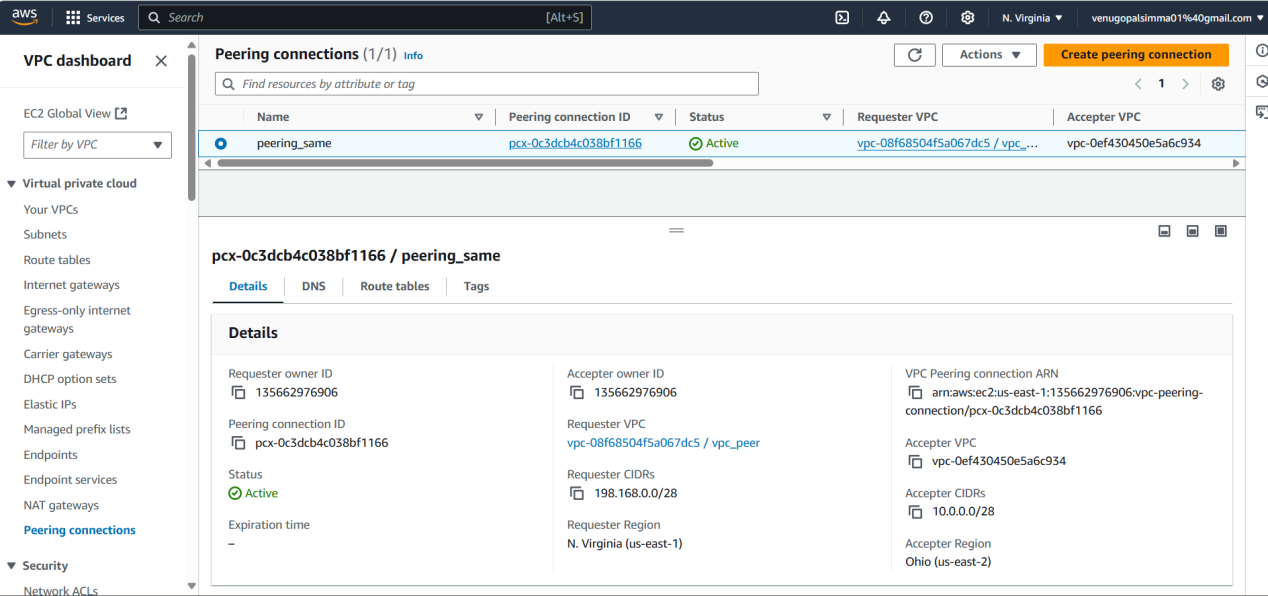 aws Services Search [Alt+S] N. Virginia venugopalsimma01%40gmail.com
VPC dashboard
EC2 Global View
Filter by VPC
Virtual private cloud
Your VPCs
Subnets
Route tables
Internet gateways
Egress-only internet
gateways
Carrier gateways
DHCP option sets
Elastic IPs
Managed prefix lists
Endpoints
Endpoint services
NAT gateways
Peering connections
Security
Network ACLs
Peering connections (1/1) Info
Actions
Create peering connection
Find resources by attribute or tag
1
Name Peering connection ID Status Requester VPC Accepter VPC
peering_same pcx-0c3dcb4c038bf1166 Active vpc-08f68504f5a067dc5 / vpc_... vpc-0ef430450e5a6c934
pcx-0c3dcb4c038bf1166 / peering_same
Details DNS Route tables Tags
Details
Requester owner ID
135662976906
Peering connection ID
pcx-0c3dcb4c038bf1166
Status
Active
Expiration time
–
Accepter owner ID
135662976906
Requester VPC
vpc-08f68504f5a067dc5 / vpc_peer
Requester CIDRs
198.168.0.0/28
Requester Region
N. Virginia (us-east-1)
VPC Peering connection ARN
arn:aws:ec2:us-east-1:135662976906:vpc-peering-
connection/pcx-0c3dcb4c038bf1166
Accepter VPC
vpc-0ef430450e5a6c934
Accepter CIDRs
10.0.0.0/28
Accepter Region
Ohio (us-east-2)